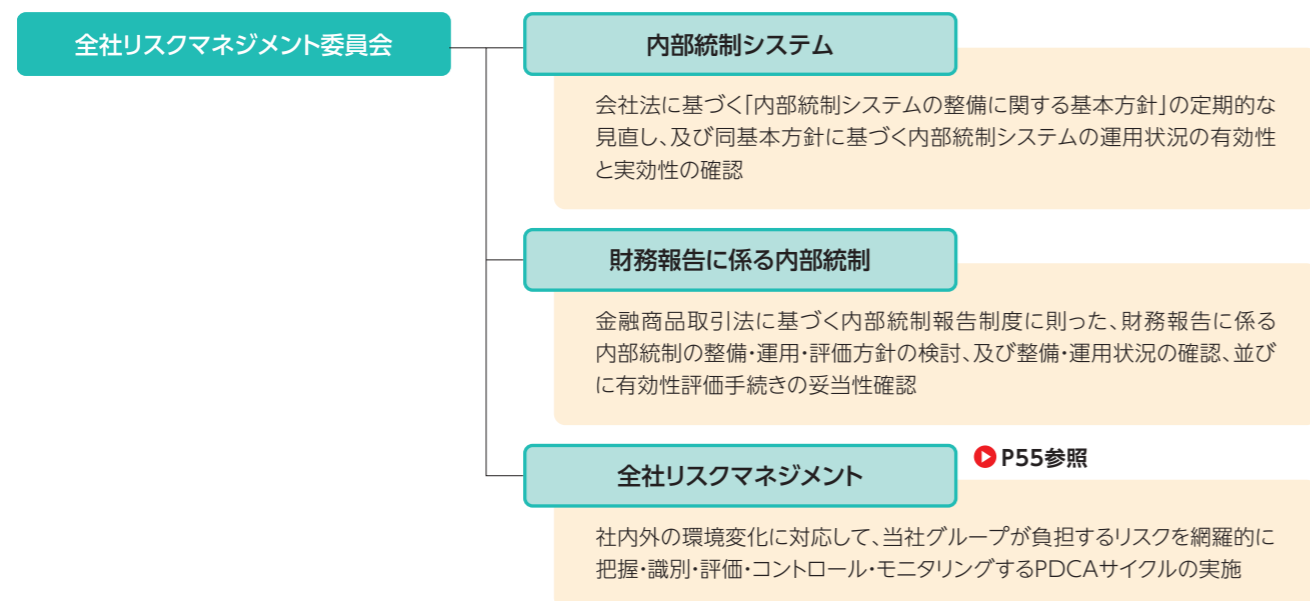 全社リスクマネジメント委員会
内部統制システム
会社法に基づく「内部統制システムの整備に関する基本方針」の定期的な
見直し、及び同基本方針に基づく内部統制システムの運用状況の有効性
と実効性の確認
財務報告に係る内部統制
金融商品取引法に基づく内部統制報告制度に則った、財務報告に係る
内部統制の整備・運用・評価方針の検討、及び整備・運用状況の確認、並び
に有効性評価手続きの妥当性確認
全社リスクマネジメント
P55参照
社内外の環境変化に対応して、当社グループが負担するリスクを網羅的に
把握・識別・評価・コントロール・モニタリングするPDCAサイクルの実施